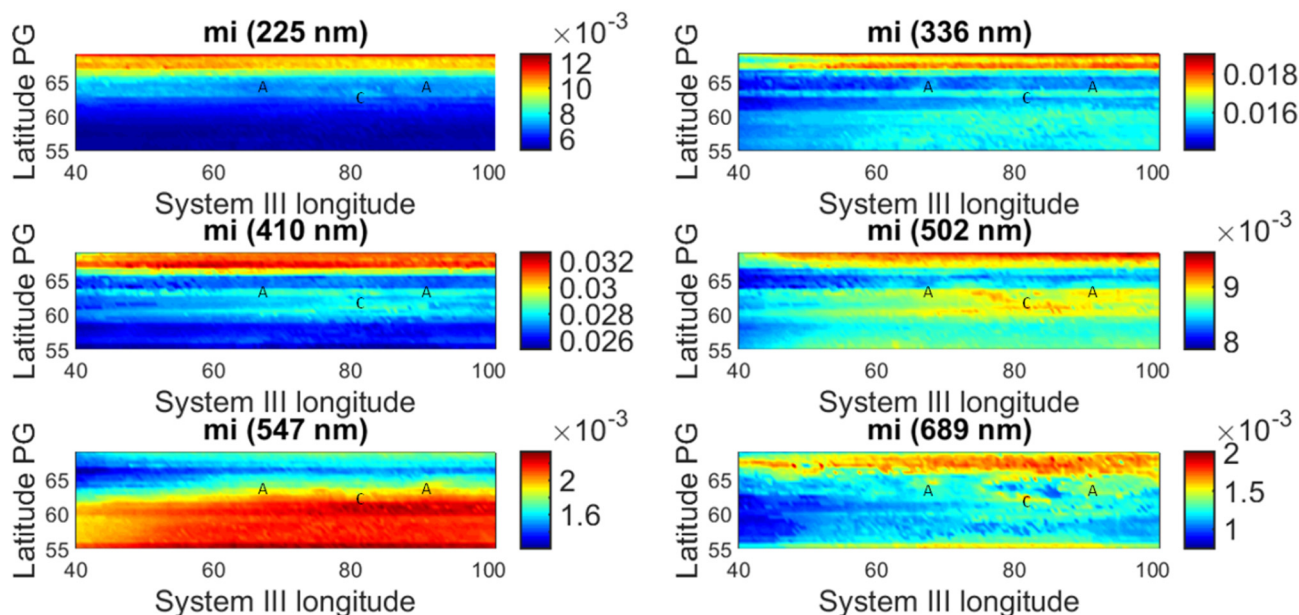 mi (225 nm)
×10⁻³
Latitude PG
65
60
55
A
C
A
12
10
8
6
40
60
80
100
System III longitude
mi (336 nm)
Latitude PG
65
60
55
A
C
A
0.018
0.016
40
60
80
100
System III longitude
mi (410 nm)
Latitude PG
65
60
55
A
C
A
0.032
0.03
0.028
0.026
40
60
80
100
System III longitude
mi (502 nm)
×10⁻³
Latitude PG
65
60
55
A
C
A
9
8
40
60
80
100
System III longitude
mi (547 nm)
×10⁻³
Latitude PG
65
60
55
A
C
A
2
1.6
40
60
80
100
System III longitude
mi (689 nm)
×10⁻³
Latitude PG
65
60
55
A
C
A
2
1.5
1
40
60
80
100
System III longitude